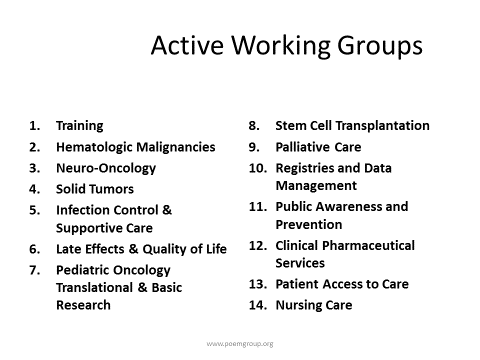 Active Working Groups
1. Training
2. Hematologic Malignancies
3. Neuro-Oncology
4. Solid Tumors
5. Infection Control &
Supportive Care
6. Late Effects & Quality of Life
7. Pediatric Oncology
Translational & Basic
Research
8. Stem Cell Transplantation
9. Palliative Care
10. Registries and Data
Management
11. Public Awareness and
Prevention
12. Clinical Pharmaceutical
Services
13. Patient Access to Care
14. Nursing Care
www.poemgroup.org